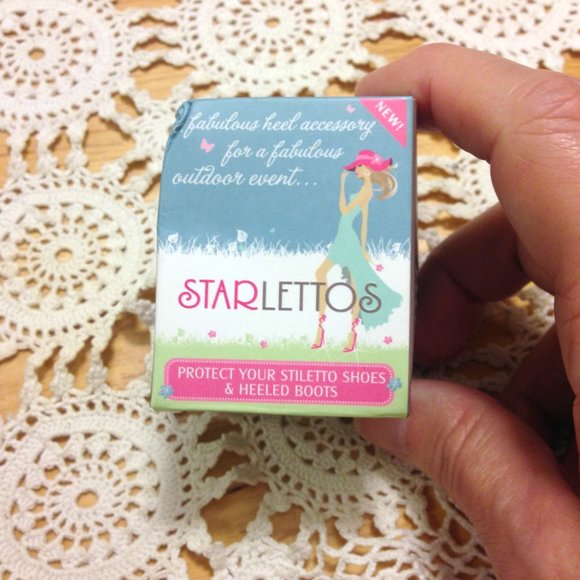 fabulous heel accessory
for a fabulous
outdoor event...
NEW!
STARLETTOS
PROTECT YOUR STILETTO SHOES
& HEELED BOOTS